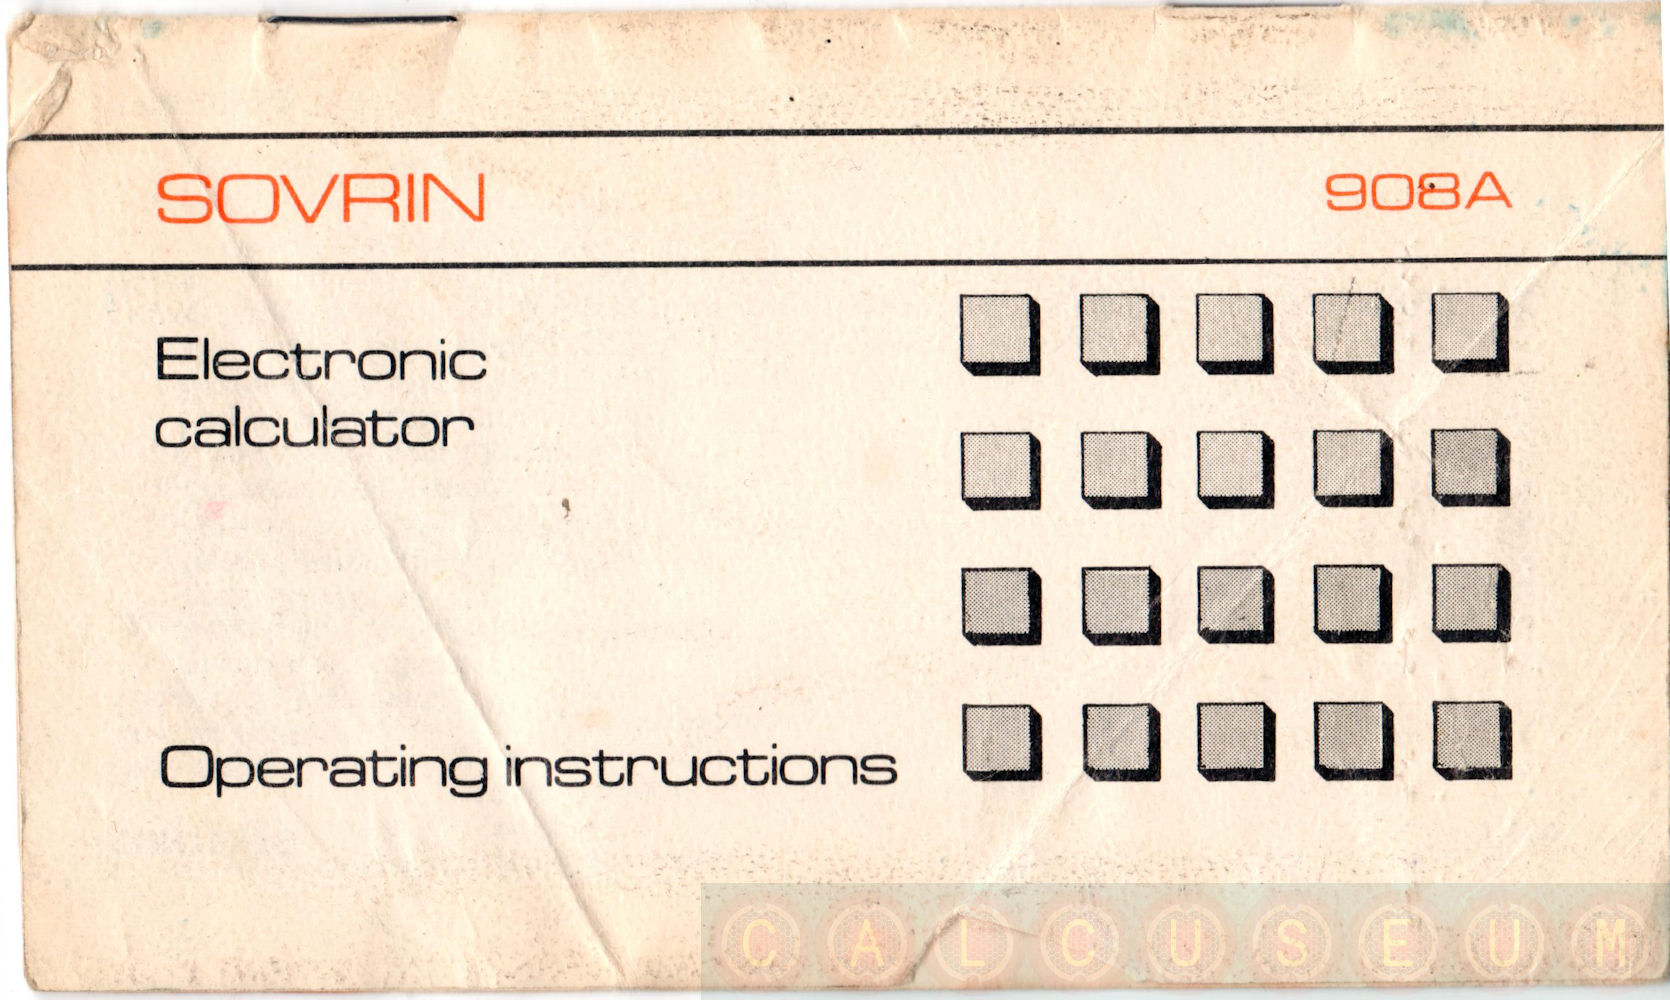 SOVRIN 908A
Electronic
calculator
Operating instructions
CALCUSEUM